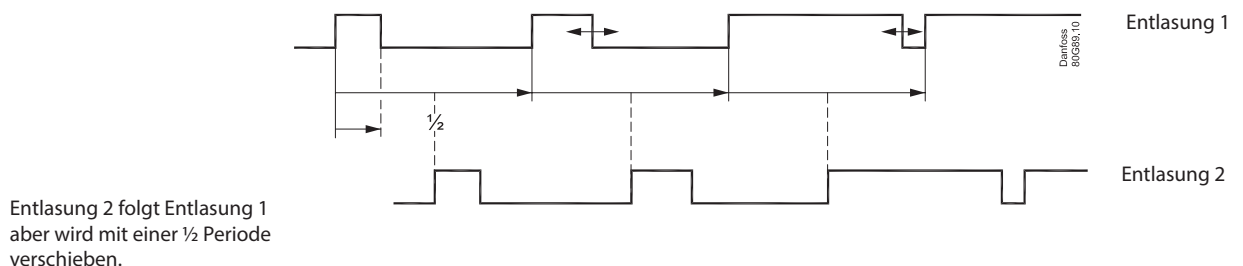 Entlasung 1
Danfoss
80G89.10
½
Entlasung 2
Entlasung 2 folgt Entlasung 1
aber wird mit einer ½ Periode
verschieben.